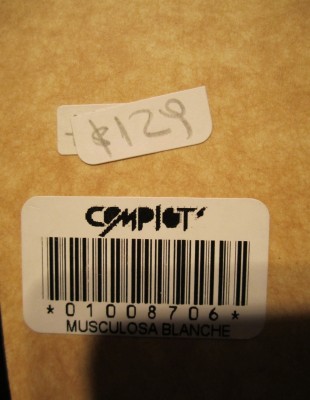 $129
COMPLOT'
*01008706*
MUSCULOSA BLANCHE